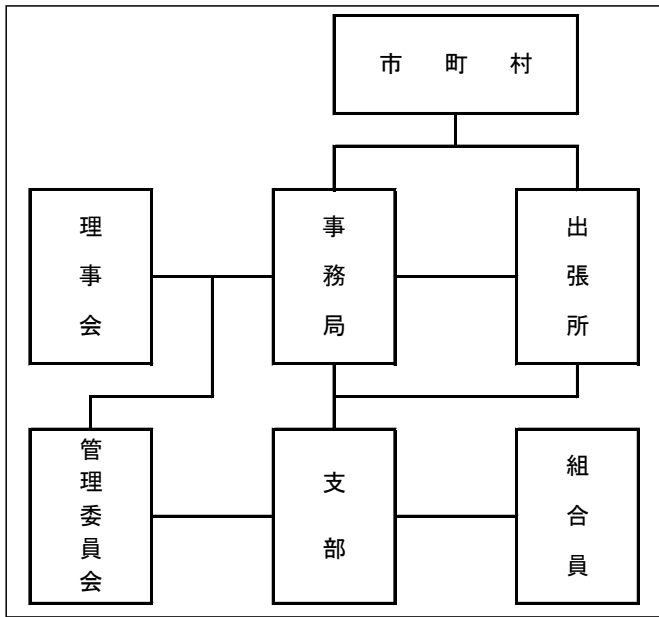 市町村
理事会
事務局
出張所
管理委員会
支部
組合員